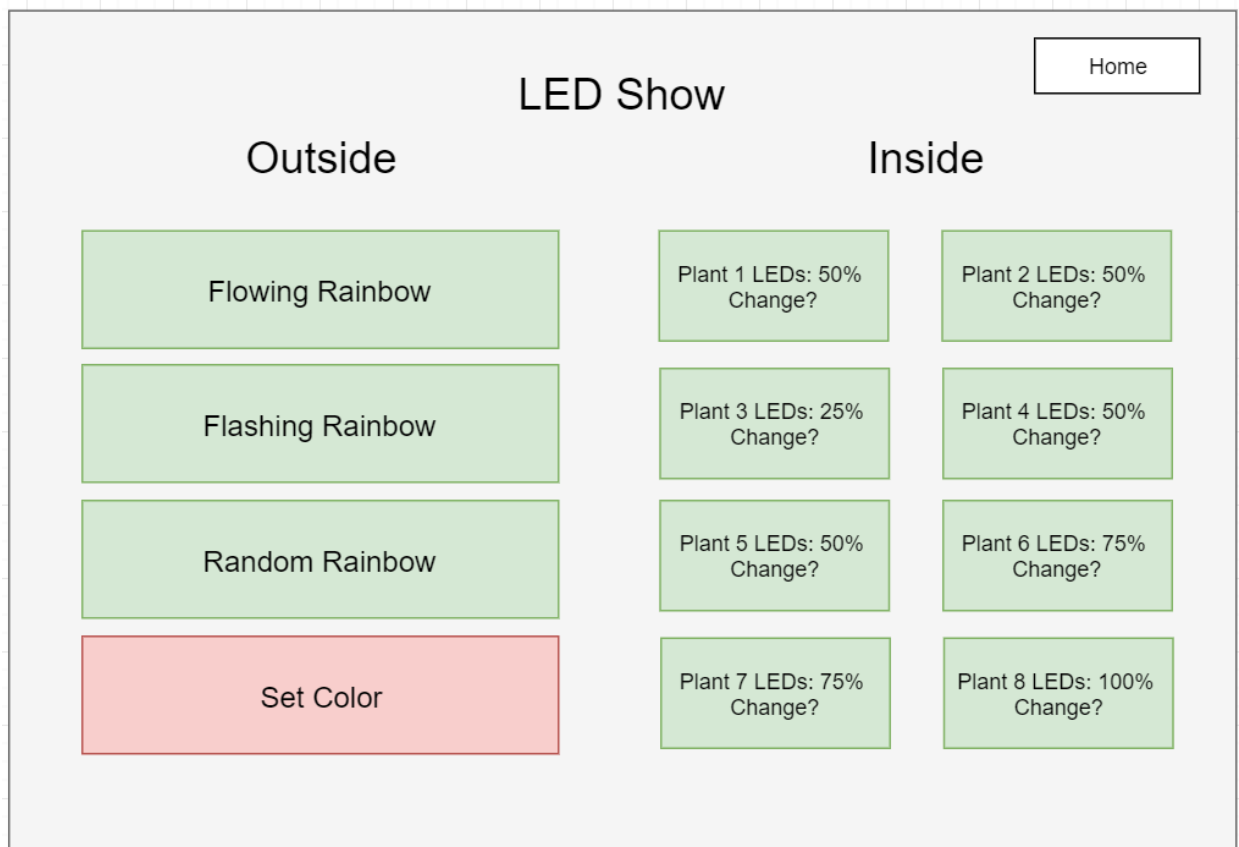 Home
LED Show
Outside
Inside
Flowing Rainbow
Flashing Rainbow
Random Rainbow
Set Color
Plant 1 LEDs: 50%
Change?
Plant 2 LEDs: 50%
Change?
Plant 3 LEDs: 25%
Change?
Plant 4 LEDs: 50%
Change?
Plant 5 LEDs: 50%
Change?
Plant 6 LEDs: 75%
Change?
Plant 7 LEDs: 75%
Change?
Plant 8 LEDs: 100%
Change?